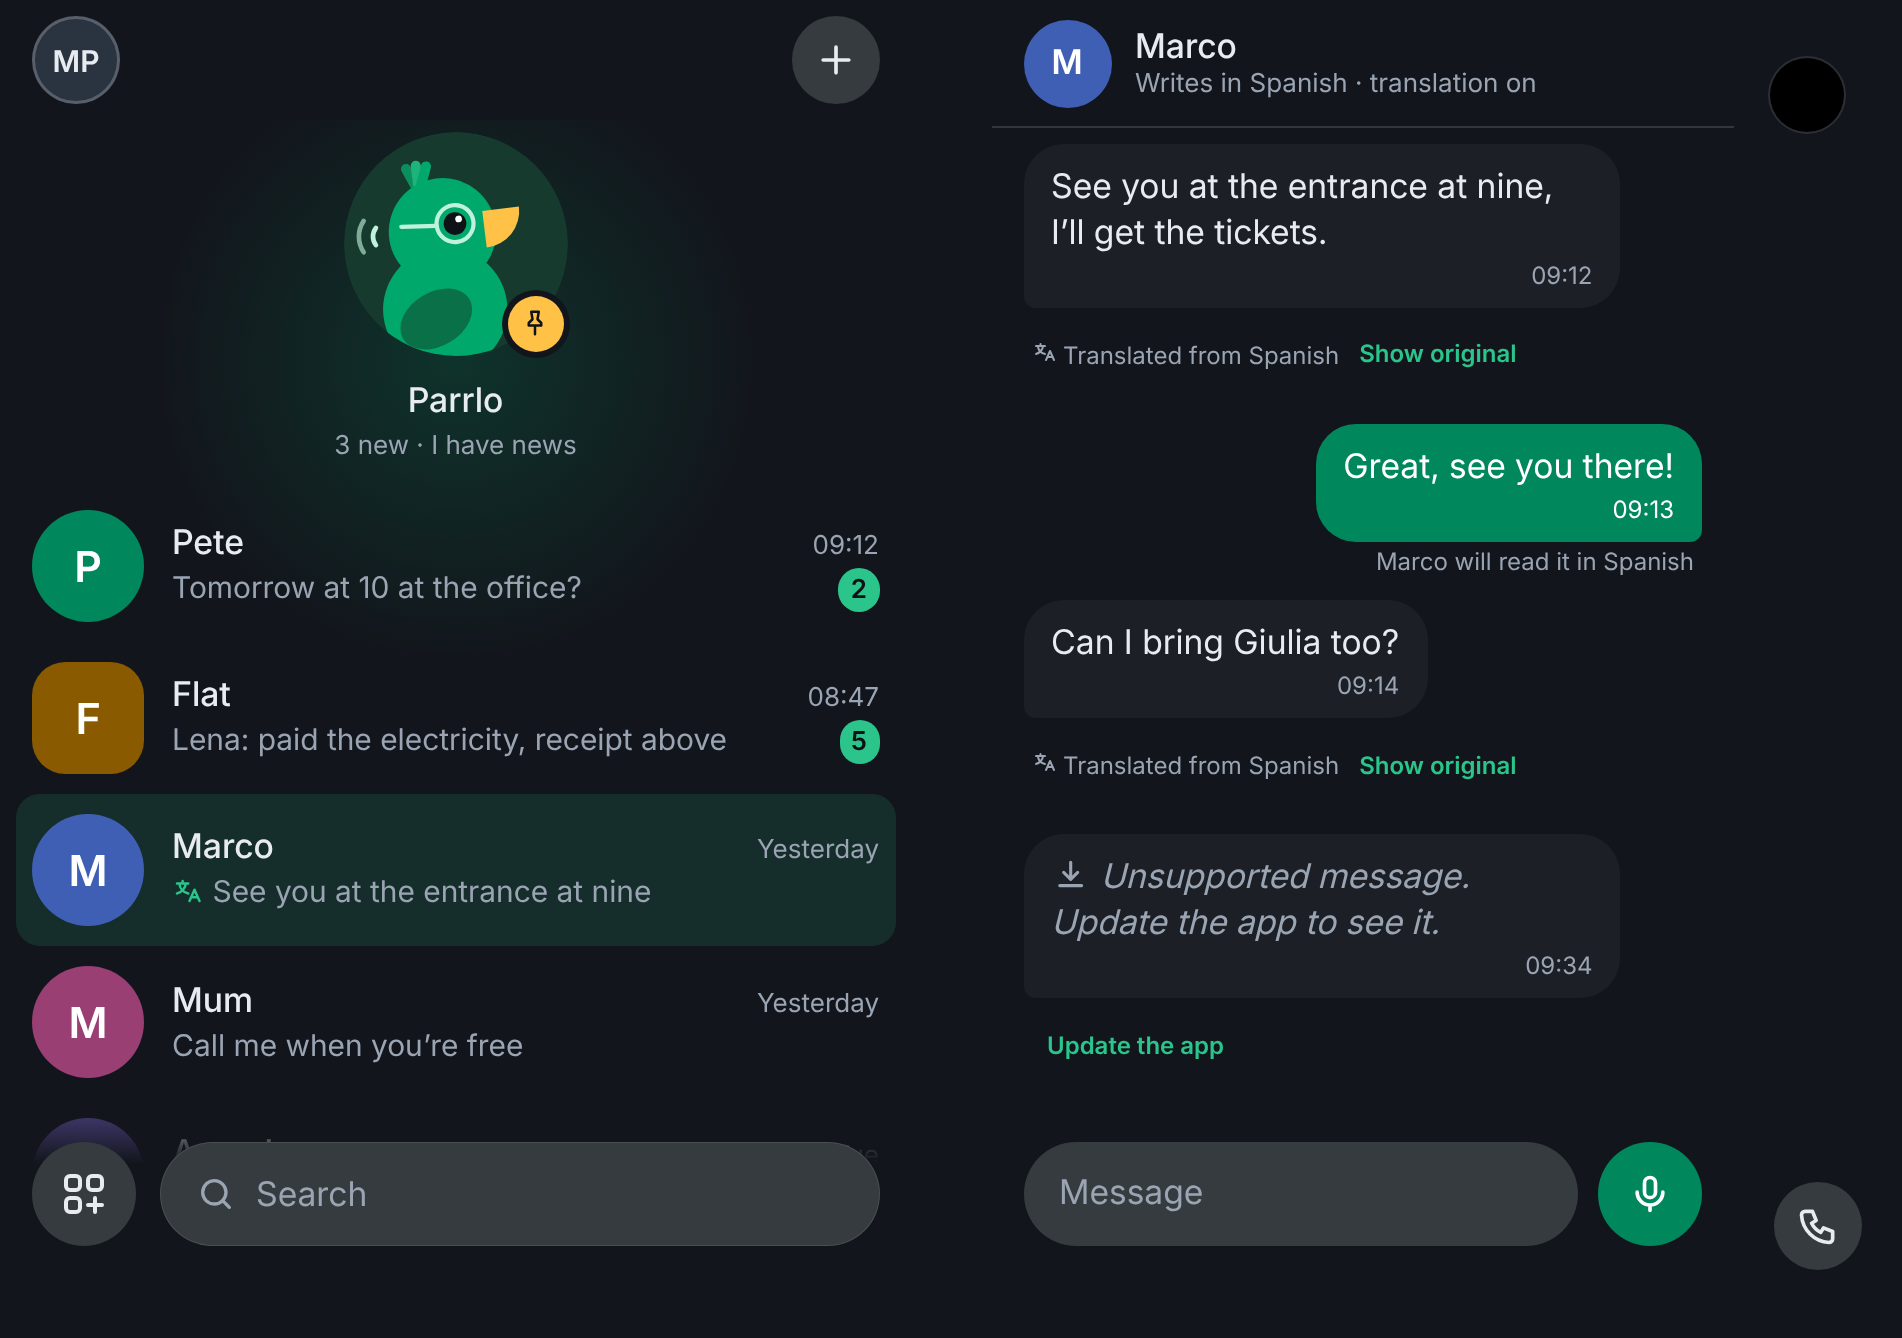 MP
Parrlo
3 new · I have news
P
Pete
09:12
Tomorrow at 10 at the office?
2
F
Flat
08:47
Lena: paid the electricity, receipt above
5
M
Marco
Yesterday
See you at the entrance at nine
M
Mum
Yesterday
Call me when you’re free
Search
M
Marco
Writes in Spanish · translation on
See you at the entrance at nine,
I’ll get the tickets.
09:12
Translated from Spanish Show original
Great, see you there!
09:13
Marco will read it in Spanish
Can I bring Giulia too?
09:14
Translated from Spanish Show original
Unsupported message.
Update the app to see it.
09:34
Update the app
Message